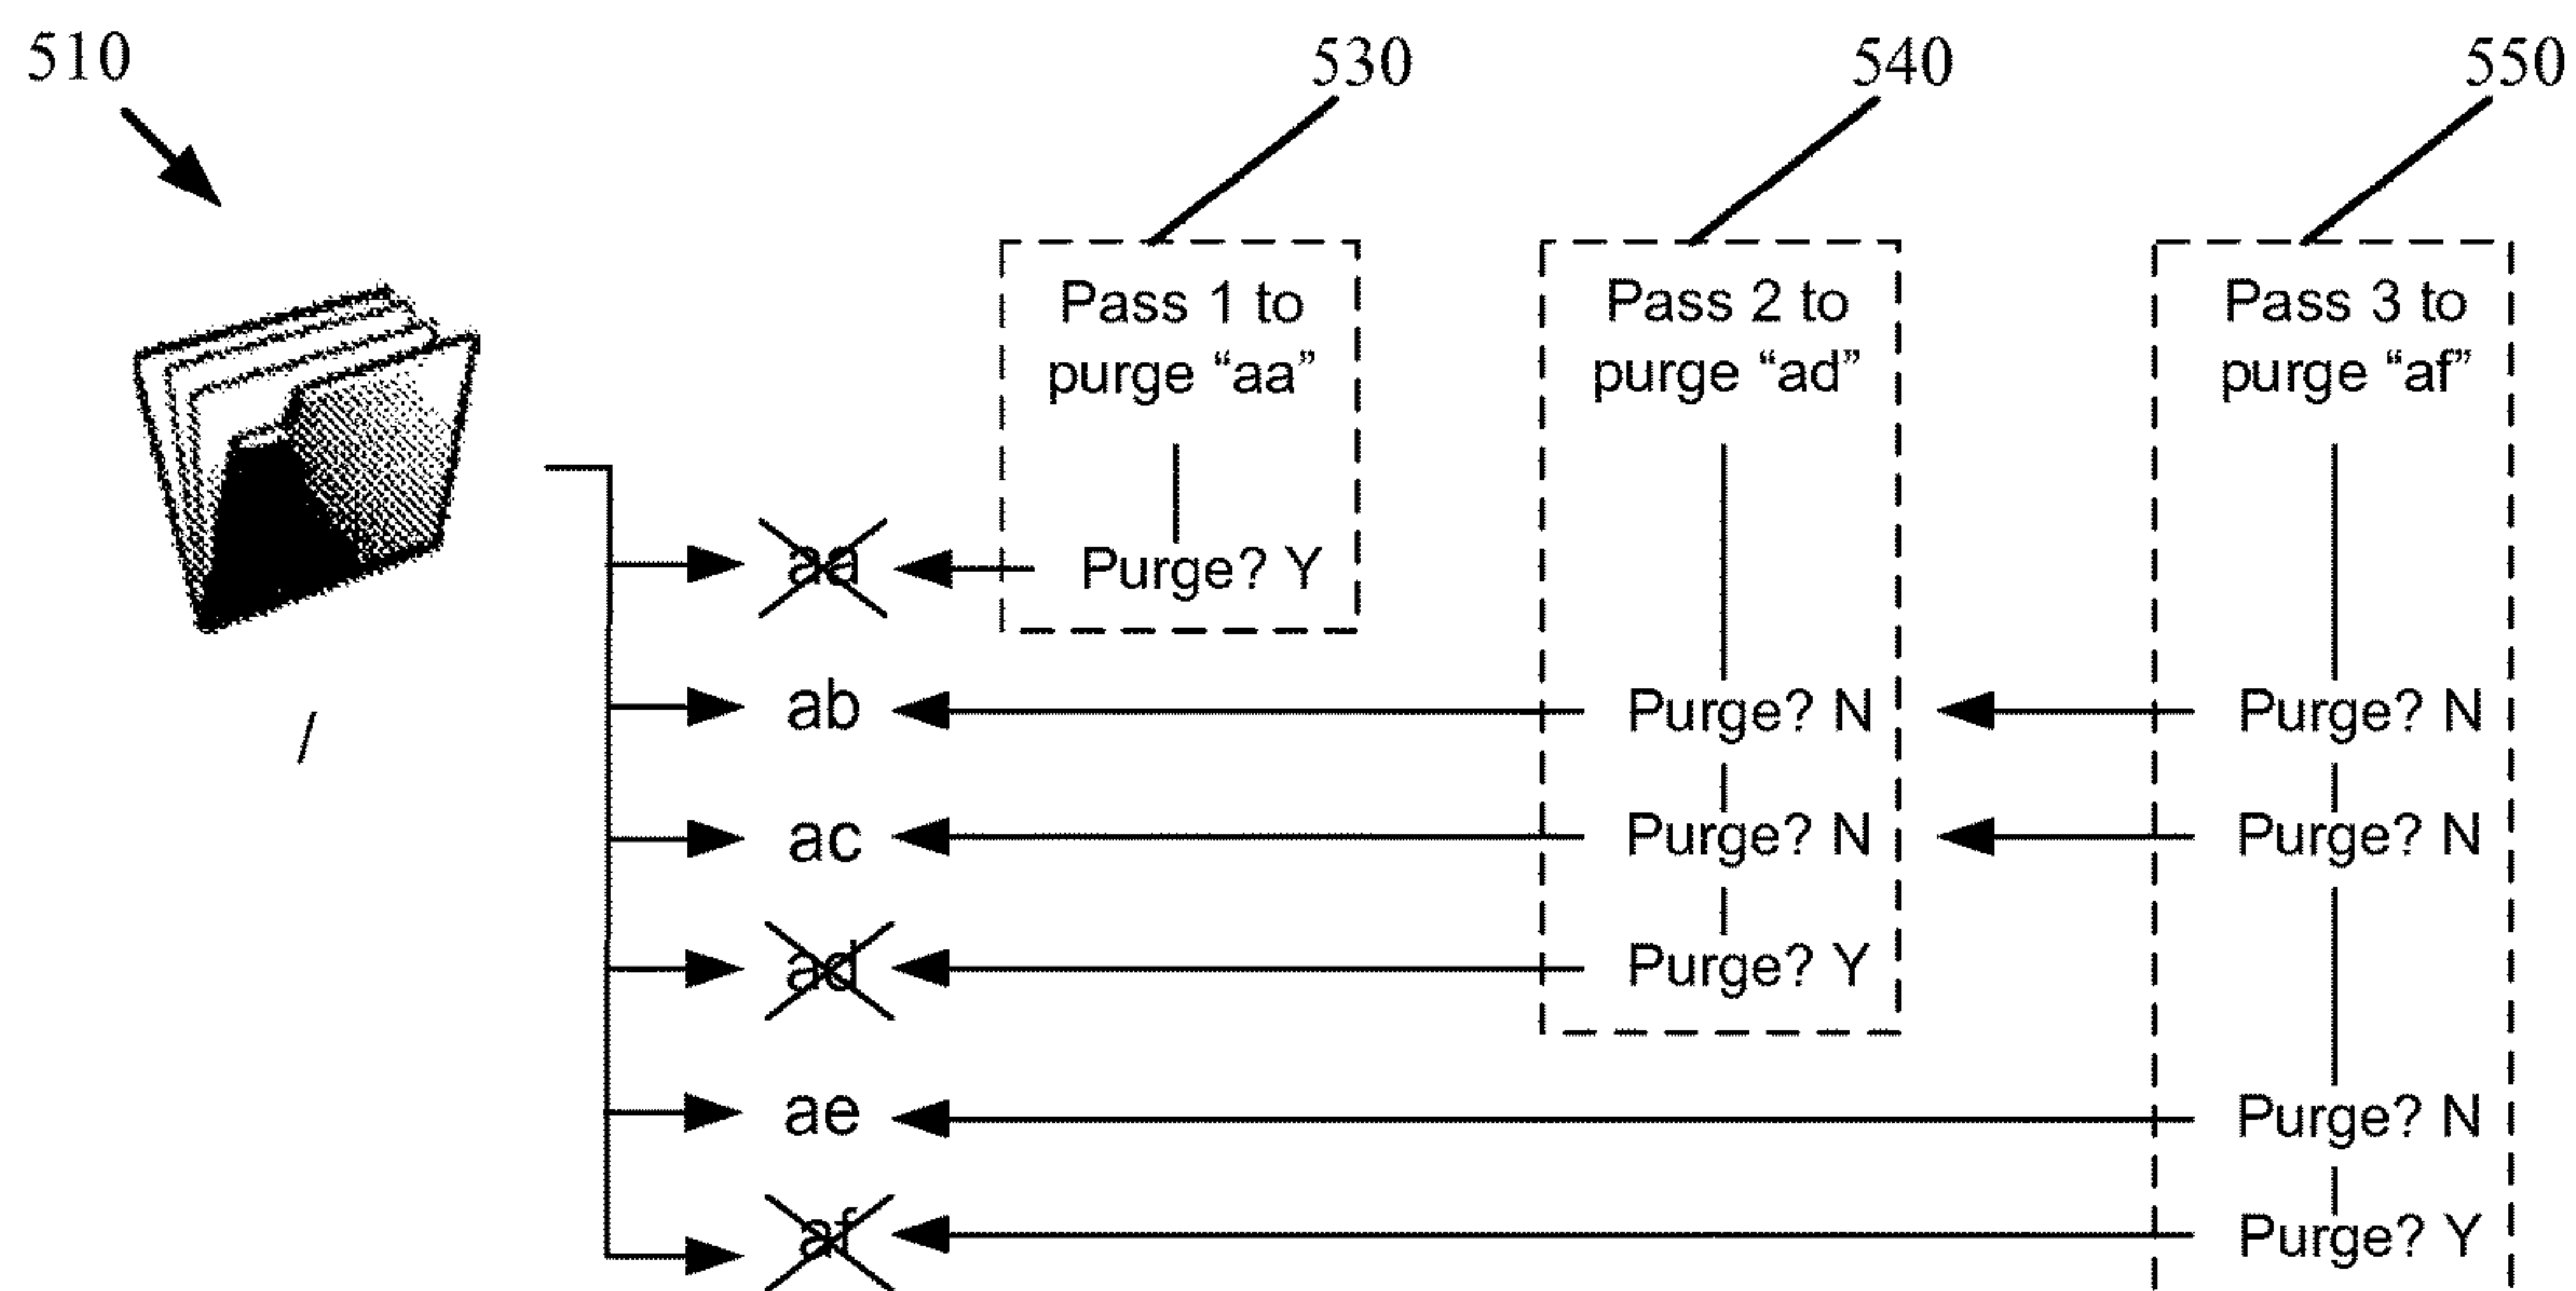 510
530
540
550
Pass 1 to
purge “aa”
Pass 2 to
purge “ad”
Pass 3 to
purge “af”
aa
Purge? Y
ab
Purge? N
Purge? N
/
ac
Purge? N
Purge? N
ad
Purge? Y
ae
Purge? N
af
Purge? Y